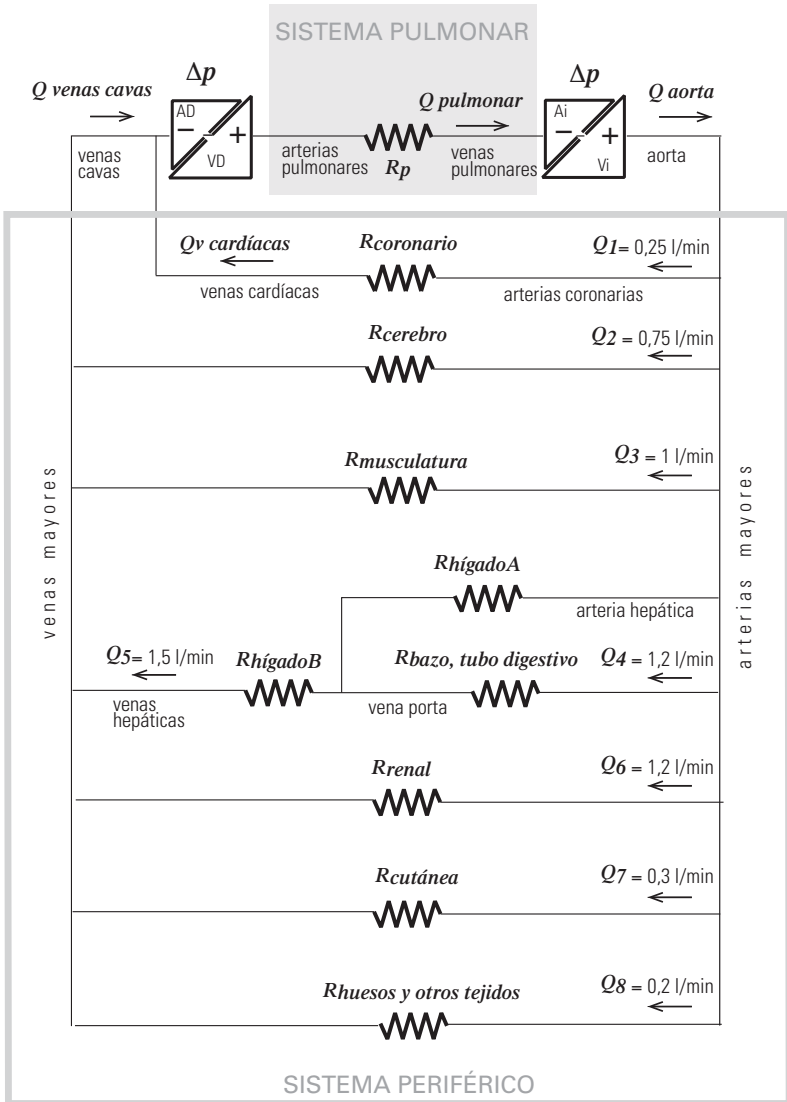 SISTEMA PULMONAR
Δp
Δp
Q venas cavas
Q pulmonar
Q aorta
AD
−
+
VD
Ai
−
+
Vi
venas
cavas
arterias
pulmonares
Rp
venas
pulmonares
aorta
Qv cardíacas
Rcoronario
Q1= 0,25 l/min
venas cardíacas
arterias coronarias
Rcerebro
Q2 = 0,75 l/min
Rmusculatura
Q3 = 1 l/min
venas mayores
arterias mayores
RhígadoA
arteria hepática
Q5= 1,5 l/min
RhígadoB
Rbazo, tubo digestivo
Q4 = 1,2 l/min
venas
hepáticas
vena porta
Rrenal
Q6 = 1,2 l/min
Rcutánea
Q7 = 0,3 l/min
Rhuesos y otros tejidos
Q8 = 0,2 l/min
SISTEMA PERIFÉRICO